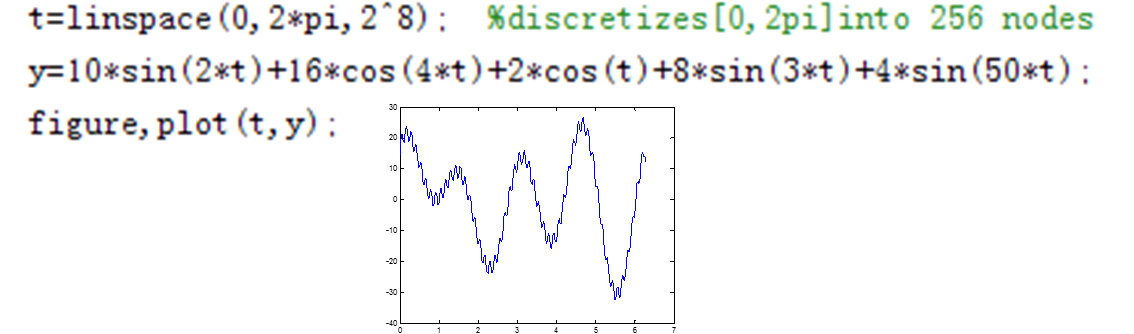 t=linspace(0,2*pi,2^8); %discretizes[0,2pi]into 256 nodes
y=10*sin(2*t)+16*cos(4*t)+2*cos(t)+8*sin(3*t)+4*sin(50*t);
figure,plot(t,y);
30
20
10
0
-10
-20
-30
-40
0 1 2 3 4 5 6 7